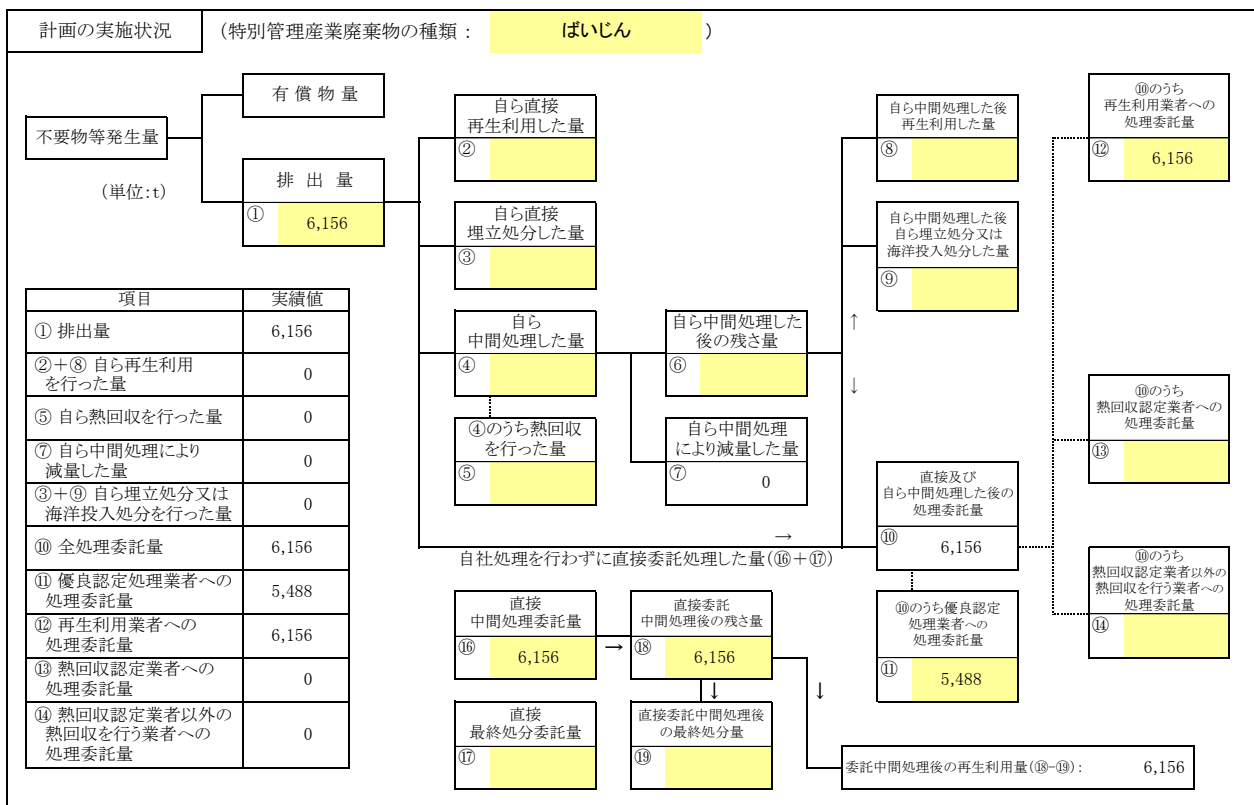 計画の実施状況
(特別管理産業廃棄物の種類： ばいじん )
不要物等発生量
(単位:t)
有 償 物 量
排 出 量
① 6,156
自ら直接
再生利用した量
②
自ら直接
埋立処分した量
③
自ら
中間処理した量
④
④のうち熱回収
を行った量
⑤
自ら中間処理した
後の残さ量
⑥
自ら中間処理
により減量した量
⑦ 0
自ら中間処理した後
再生利用した量
⑧
自ら中間処理した後
自ら埋立処分又は
海洋投入処分した量
⑨
↑
↓
直接及び
自ら中間処理した後の
処理委託量
⑩ 6,156
⑩のうち優良認定
処理業者への
処理委託量
⑪ 5,488
⑩のうち
再生利用業者への
処理委託量
⑫ 6,156
⑩のうち
熱回収認定業者への
処理委託量
⑬
⑩のうち
熱回収認定業者以外の
熱回収を行う業者への
処理委託量
⑭
→
自社処理を行わずに直接委託処理した量(⑯+⑰)
直接
中間処理委託量
⑯ 6,156
→
直接委託
中間処理後の残さ量
⑱ 6,156
↓
↓
直接
最終処分委託量
⑰
直接委託中間処理後
の最終処分量
⑲
委託中間処理後の再生利用量(⑱-⑲)： 6,156
項目 実績値
① 排出量 6,156
②+⑧ 自ら再生利用
を行った量 0
⑤ 自ら熱回収を行った量 0
⑦ 自ら中間処理により
減量した量 0
③+⑨ 自ら埋立処分又は
海洋投入処分を行った量 0
⑩ 全処理委託量 6,156
⑪ 優良認定処理業者への
処理委託量 5,488
⑫ 再生利用業者への
処理委託量 6,156
⑬ 熱回収認定業者への
処理委託量 0
⑭ 熱回収認定業者以外の
熱回収を行う業者への
処理委託量 0